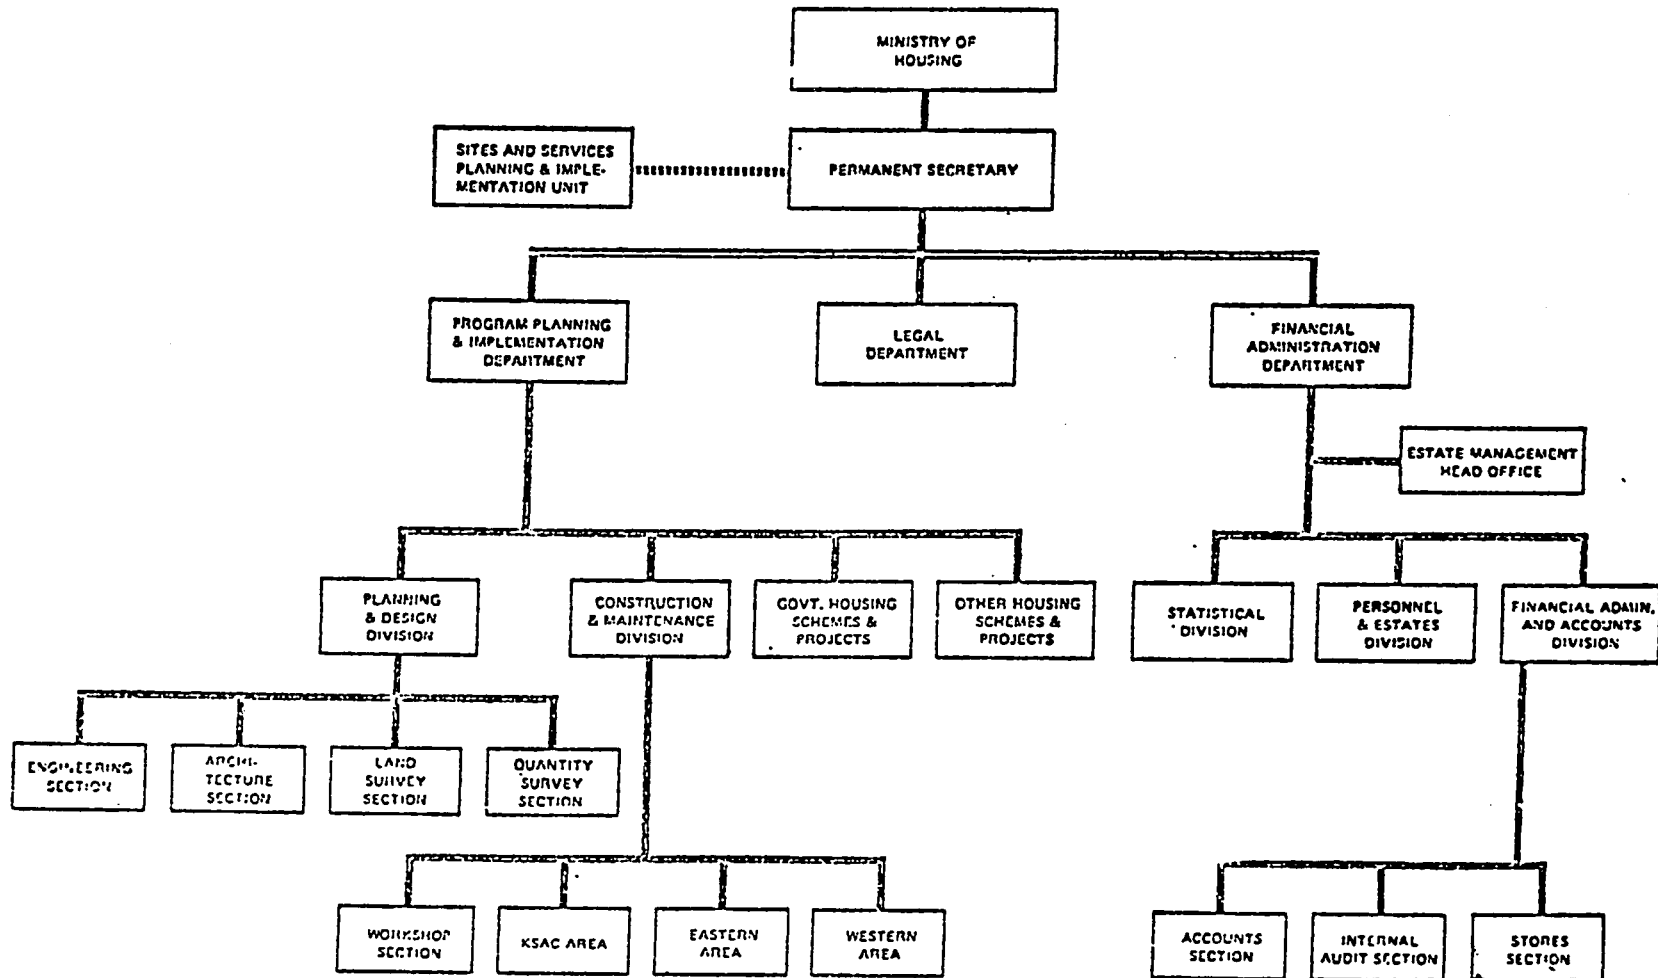 MINISTRY OF
HOUSING
SITES AND SERVICES
PLANNING & IMPLE-
MENTATION UNIT
PERMANENT SECRETARY
PROGRAM PLANNING
& IMPLEMENTATION
DEPARTMENT
LEGAL
DEPARTMENT
FINANCIAL
ADMINISTRATION
DEPARTMENT
ESTATE MANAGEMENT
HEAD OFFICE
PLANNING
& DESIGN
DIVISION
CONSTRUCTION
& MAINTENANCE
DIVISION
GOVT. HOUSING
SCHEMES &
PROJECTS
OTHER HOUSING
SCHEMES &
PROJECTS
STATISTICAL
DIVISION
PERSONNEL
& ESTATES
DIVISION
FINANCIAL ADMIN.
AND ACCOUNTS
DIVISION
ENGINEERING
SECTION
ARCHI-
TECTURE
SECTION
LAND
SURVEY
SECTION
QUANTITY
SURVEY
SECTION
WORKSHOP
SECTION
KSAC AREA
EASTERN
AREA
WESTERN
AREA
ACCOUNTS
SECTION
INTERNAL
AUDIT SECTION
STORES
SECTION